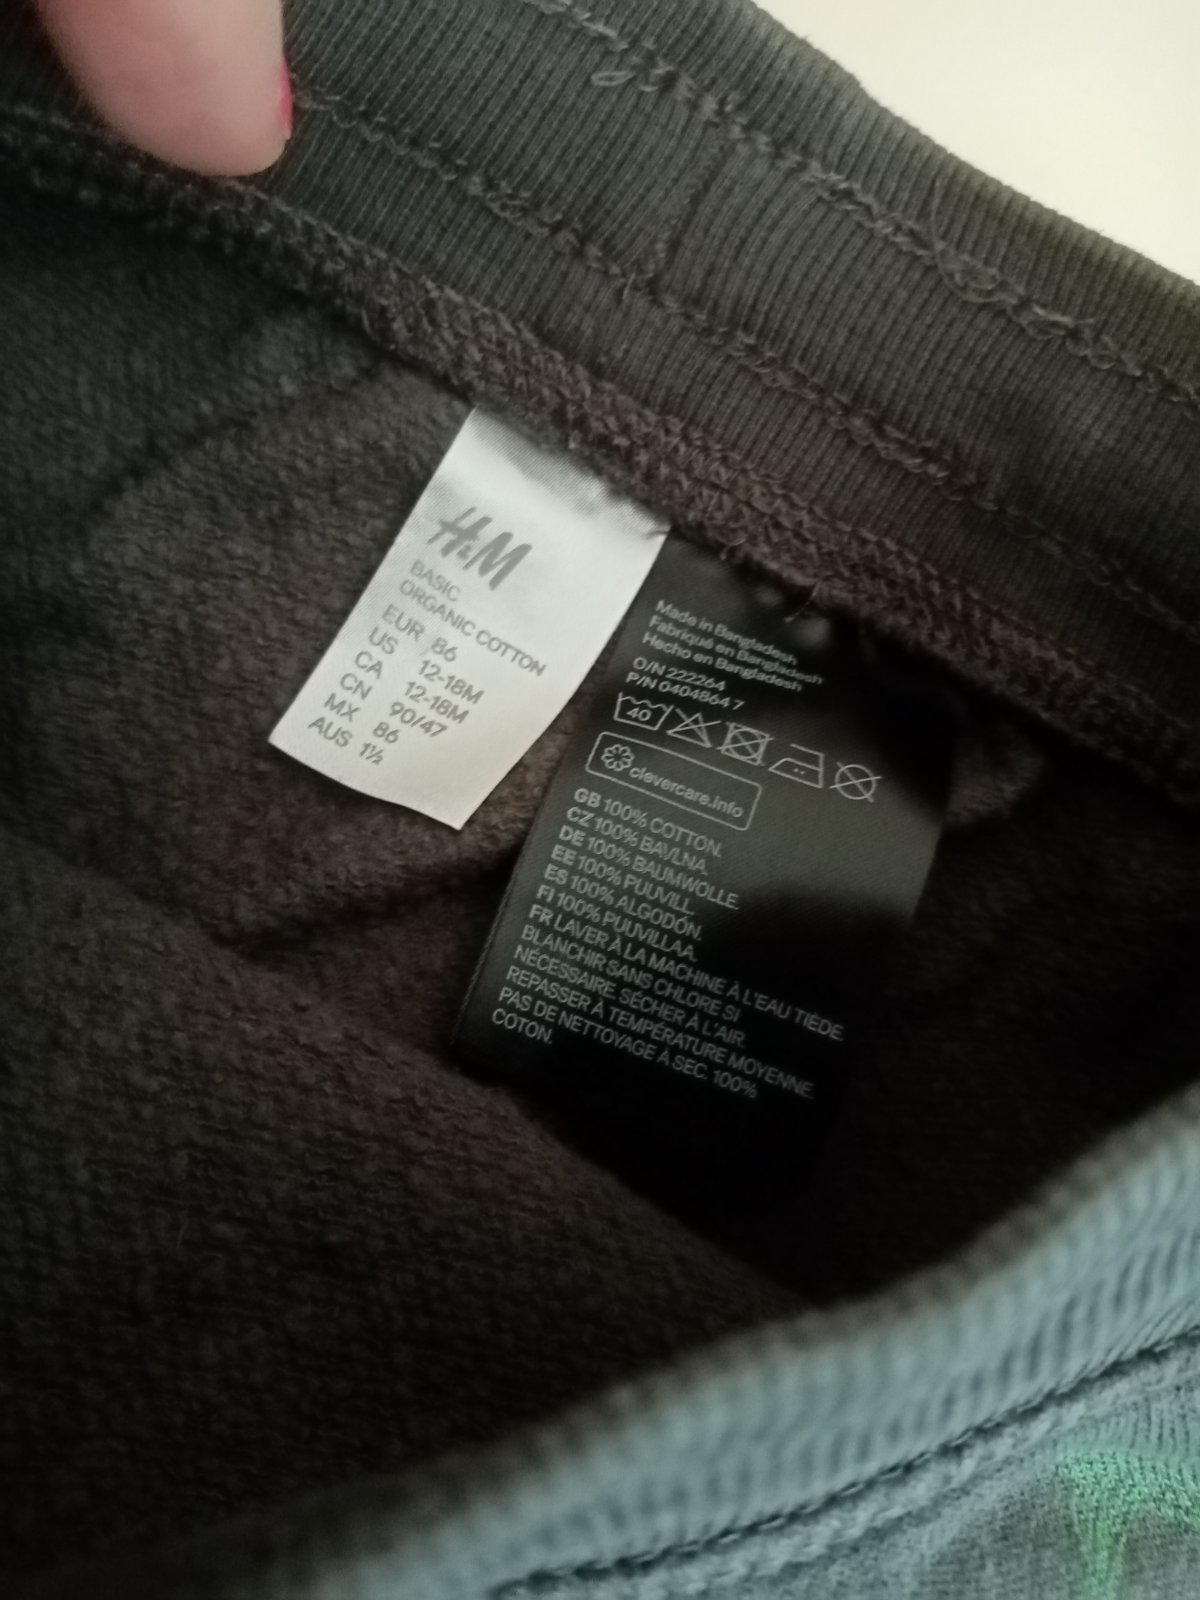 H&M
BASIC
ORGANIC COTTON
EUR 86
US 12-18M
CA 12-18M
CN 90/47
MX 86
AUS 1½
Made in Bangladesh
Fabriqué en Bangladesh
Hecho en Bangladesh
O/N 222264
P/N 0404864 7
40
clevercare.info
GB 100% COTTON.
CZ 100% BAVLNA.
DE 100% BAUMWOLLE.
EE 100% PUUVILL.
ES 100% ALGODÓN.
FI 100% PUUVILLAA.
FR LAVER À LA MACHINE À L'EAU TIÈDE.
BLANCHIR SANS CHLORE SI
NÉCESSAIRE. SÉCHER À L'AIR.
REPASSER À TEMPÉRATURE MOYENNE.
PAS DE NETTOYAGE À SEC. 100%
COTON.